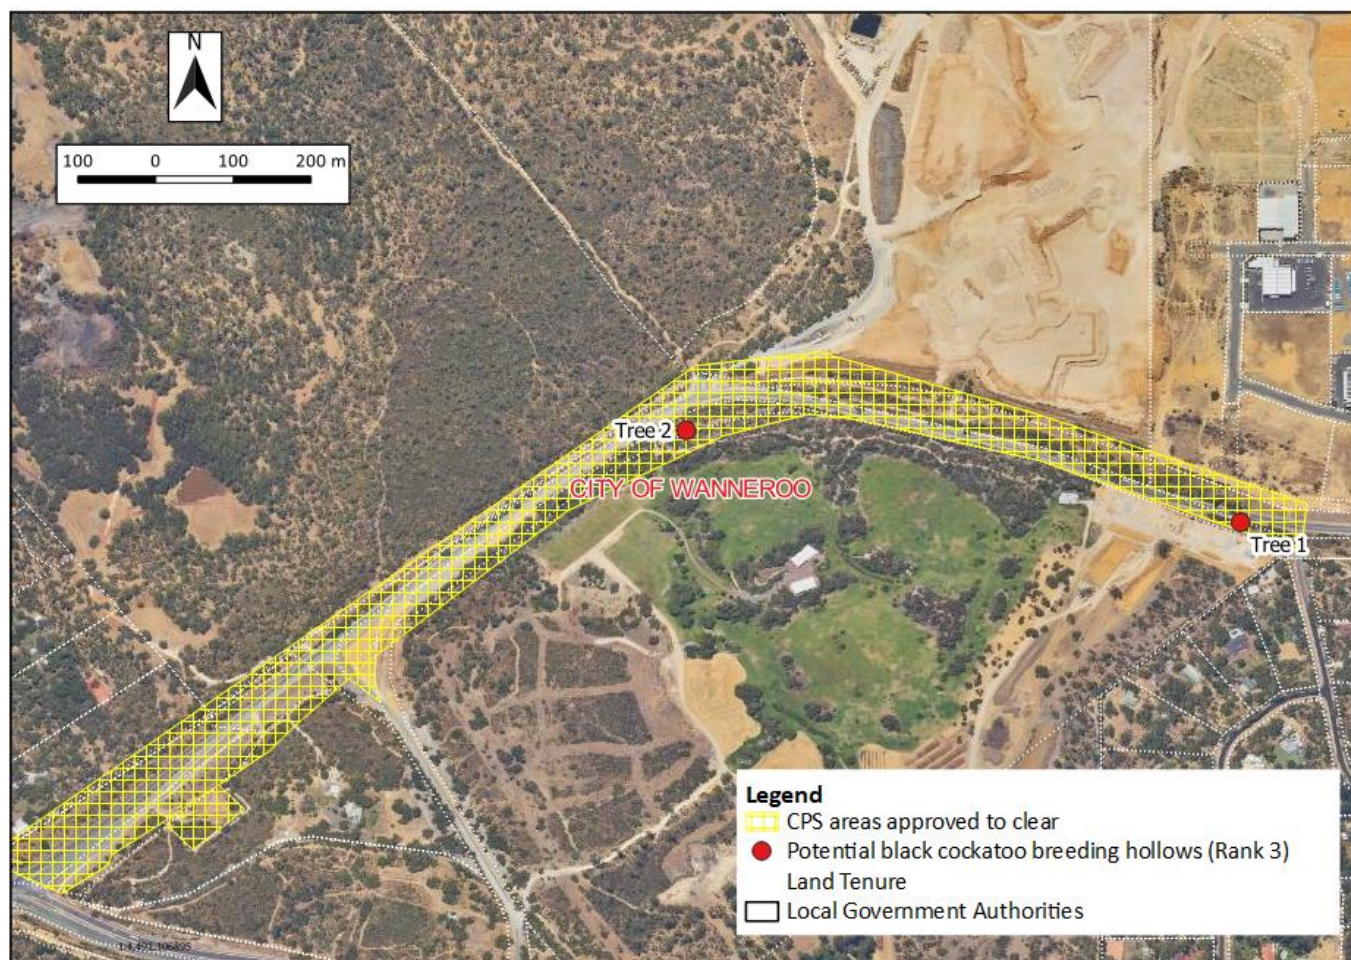 N
100 0 100 200 m
Tree 2
CITY OF WANNEROO
Tree 1
Legend
CPS areas approved to clear
Potential black cockatoo breeding hollows (Rank 3)
Land Tenure
Local Government Authorities